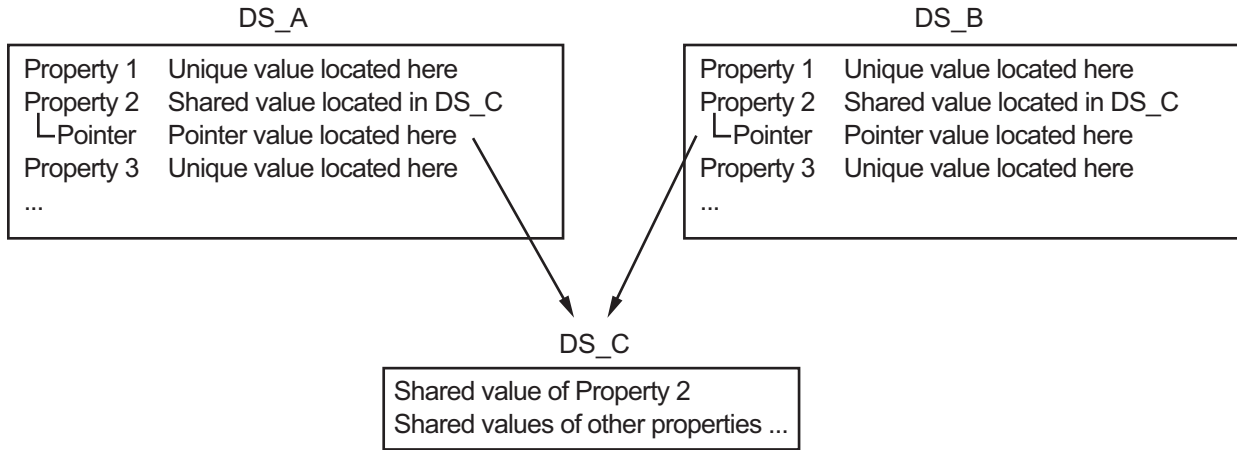 DS_A
Property 1 Unique value located here
Property 2 Shared value located in DS_C
Pointer Pointer value located here
Property 3 Unique value located here
...
DS_B
Property 1 Unique value located here
Property 2 Shared value located in DS_C
Pointer Pointer value located here
Property 3 Unique value located here
...
DS_C
Shared value of Property 2
Shared values of other properties ...